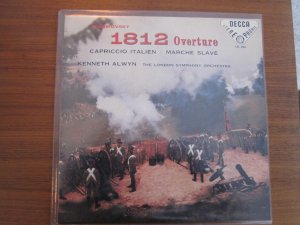 1812 Overture
CAPRICCIO ITALIEN MARCHE SLAVE
KENNETH ALWYN THE LONDON SYMPHONY ORCHESTRA
DECCA